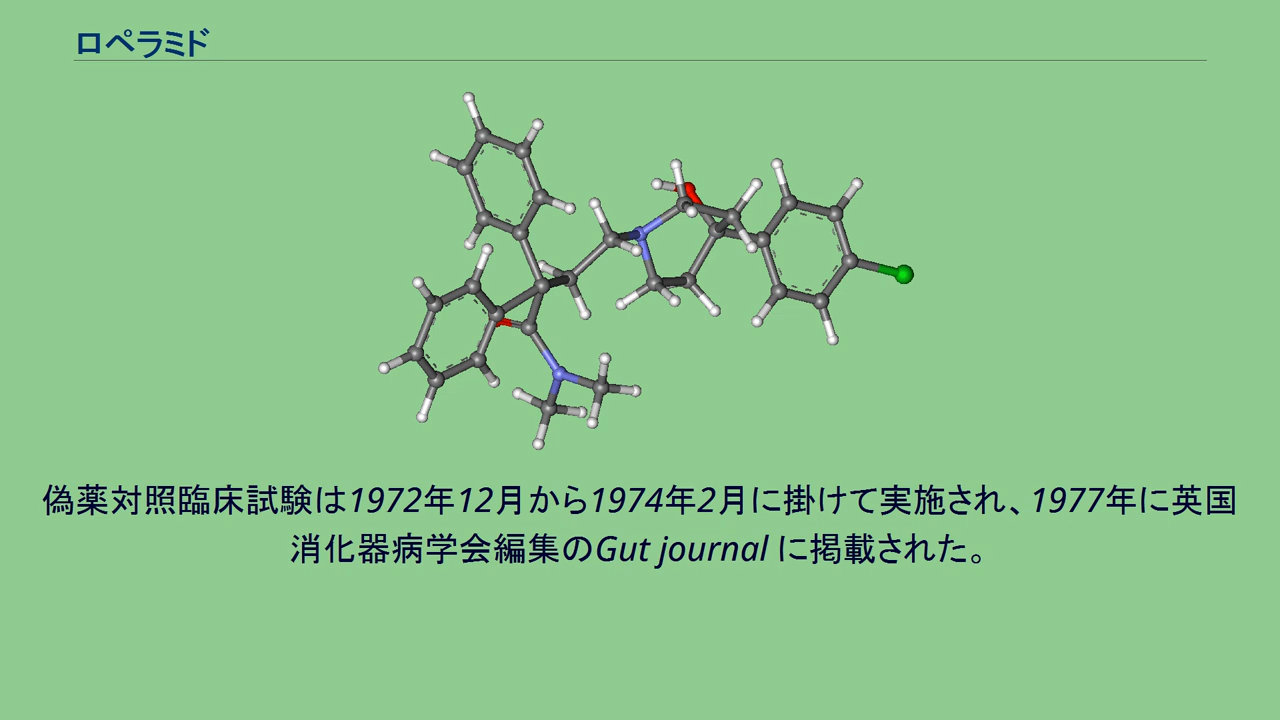 ロペラミド
偽薬対照臨床試験は1972年12月から1974年2月に掛けて実施され、1977年に英国
消化器病学会編集のGut journal に掲載された。